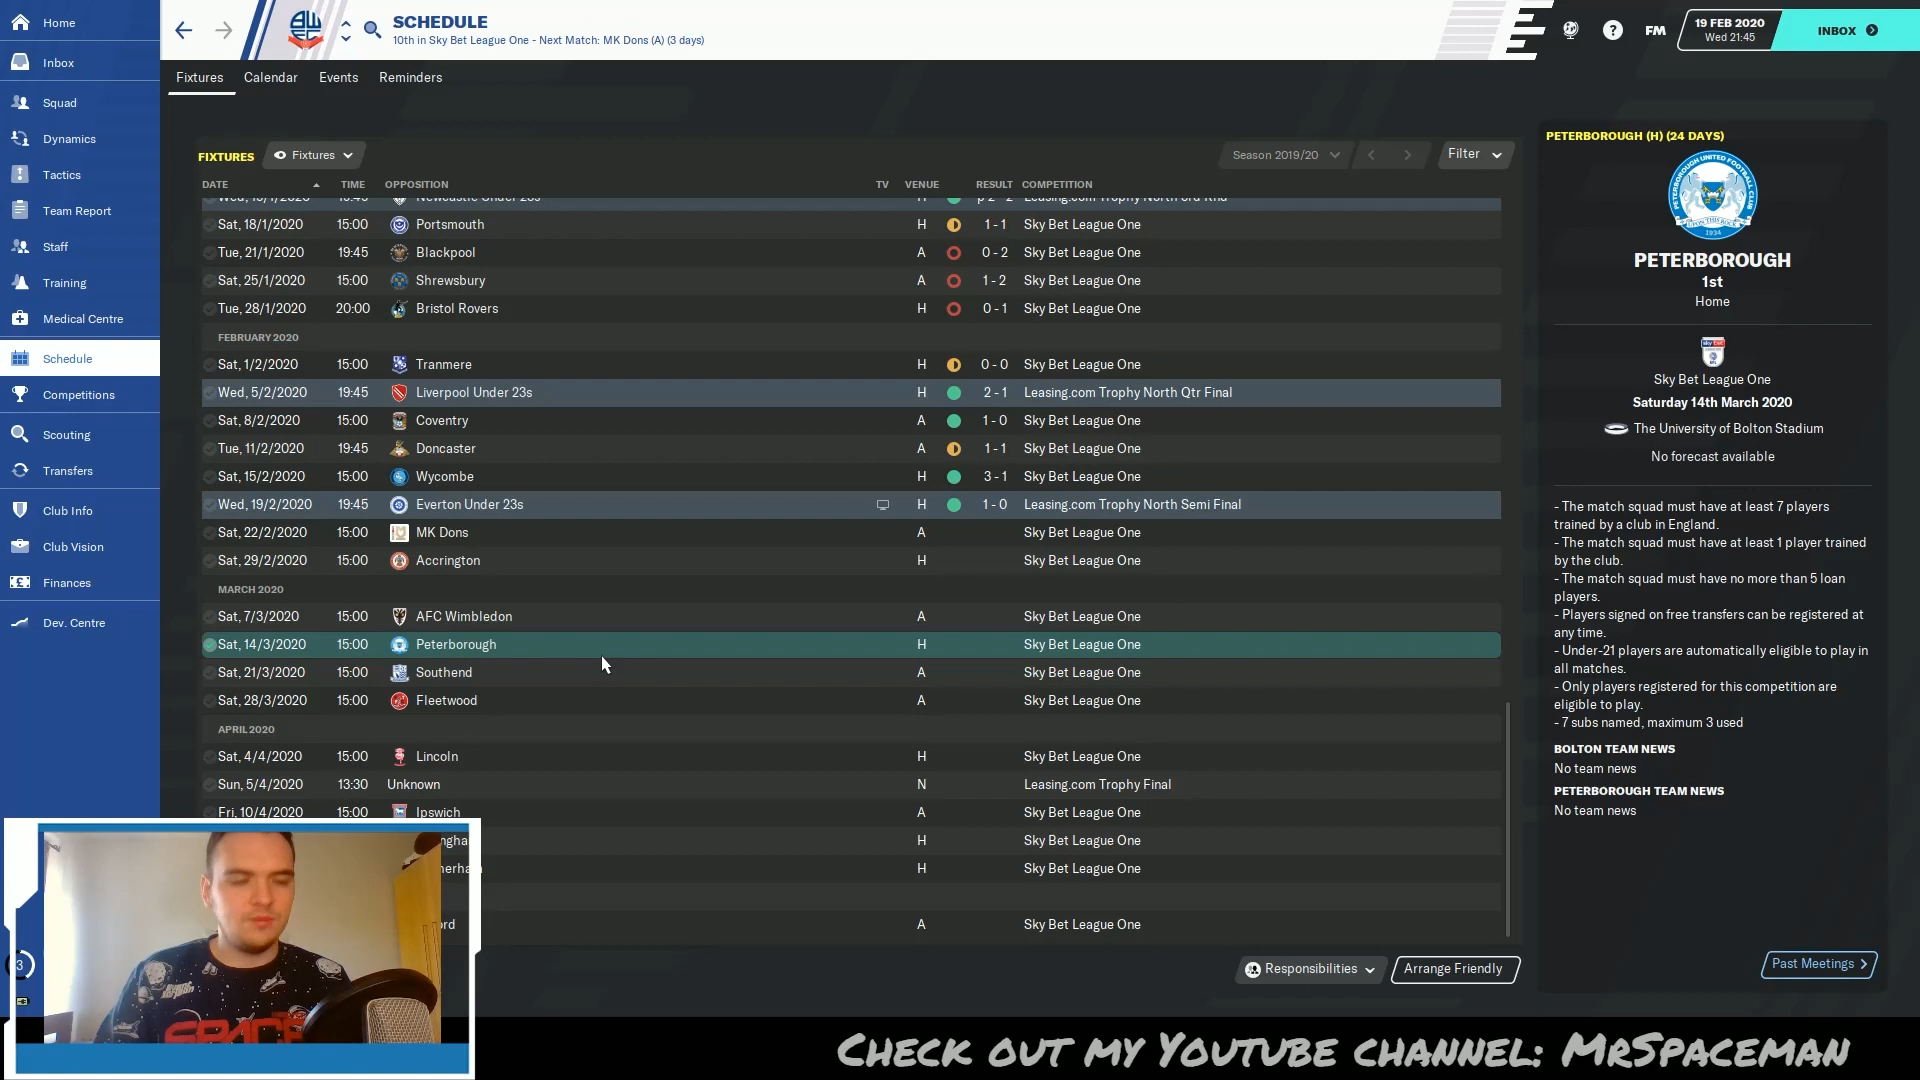 Home
Inbox
Squad
Dynamics
Tactics
Team Report
Staff
Training
Medical Centre
Schedule
Competitions
Scouting
Transfers
Club Info
Club Vision
Finances
Dev. Centre
SCHEDULE
10th in Sky Bet League One - Next Match: MK Dons (A) (3 days)
FM
19 FEB 2020
Wed 21:45
INBOX
Fixtures Calendar Events Reminders
FIXTURES Fixtures Season 2019/20 Filter
DATE TIME OPPOSITION TV VENUE RESULT COMPETITION
Sat, 18/1/2020 15:00 Portsmouth H 1 - 1 Sky Bet League One
Tue, 21/1/2020 19:45 Blackpool A 0 - 2 Sky Bet League One
Sat, 25/1/2020 15:00 Shrewsbury A 1 - 2 Sky Bet League One
Tue, 28/1/2020 20:00 Bristol Rovers H 0 - 1 Sky Bet League One
FEBRUARY 2020
Sat, 1/2/2020 15:00 Tranmere H 0 - 0 Sky Bet League One
Wed, 5/2/2020 19:45 Liverpool Under 23s H 2 - 1 Leasing.com Trophy North Qtr Final
Sat, 8/2/2020 15:00 Coventry A 1 - 0 Sky Bet League One
Tue, 11/2/2020 19:45 Doncaster A 1 - 1 Sky Bet League One
Sat, 15/2/2020 15:00 Wycombe H 3 - 1 Sky Bet League One
Wed, 19/2/2020 19:45 Everton Under 23s H 1 - 0 Leasing.com Trophy North Semi Final
Sat, 22/2/2020 15:00 MK Dons A Sky Bet League One
Sat, 29/2/2020 15:00 Accrington H Sky Bet League One
MARCH 2020
Sat, 7/3/2020 15:00 AFC Wimbledon A Sky Bet League One
Sat, 14/3/2020 15:00 Peterborough H Sky Bet League One
Sat, 21/3/2020 15:00 Southend A Sky Bet League One
Sat, 28/3/2020 15:00 Fleetwood A Sky Bet League One
APRIL 2020
Sat, 4/4/2020 15:00 Lincoln H Sky Bet League One
Sun, 5/4/2020 13:30 Unknown N Leasing.com Trophy Final
Fri, 10/4/2020 15:00 Ipswich A Sky Bet League One
H Sky Bet League One
H Sky Bet League One
A Sky Bet League One
Responsibilities Arrange Friendly
PETERBOROUGH (H) (24 DAYS)
PETERBOROUGH UNITED FOOTBALL CLUB
1934
PETERBOROUGH
1st
Home
Sky Bet League One
Saturday 14th March 2020
The University of Bolton Stadium
No forecast available
- The match squad must have at least 7 players
trained by a club in England.
- The match squad must have at least 1 player trained
by the club.
- The match squad must have no more than 5 loan
players.
- Players signed on free transfers can be registered at
any time.
- Under-21 players are automatically eligible to play in
all matches.
- Only players registered for this competition are
eligible to play.
- 7 subs named, maximum 3 used
BOLTON TEAM NEWS
No team news
PETERBOROUGH TEAM NEWS
No team news
Past Meetings
3
SPACE
Check out my Youtube channel: MrSpaceman